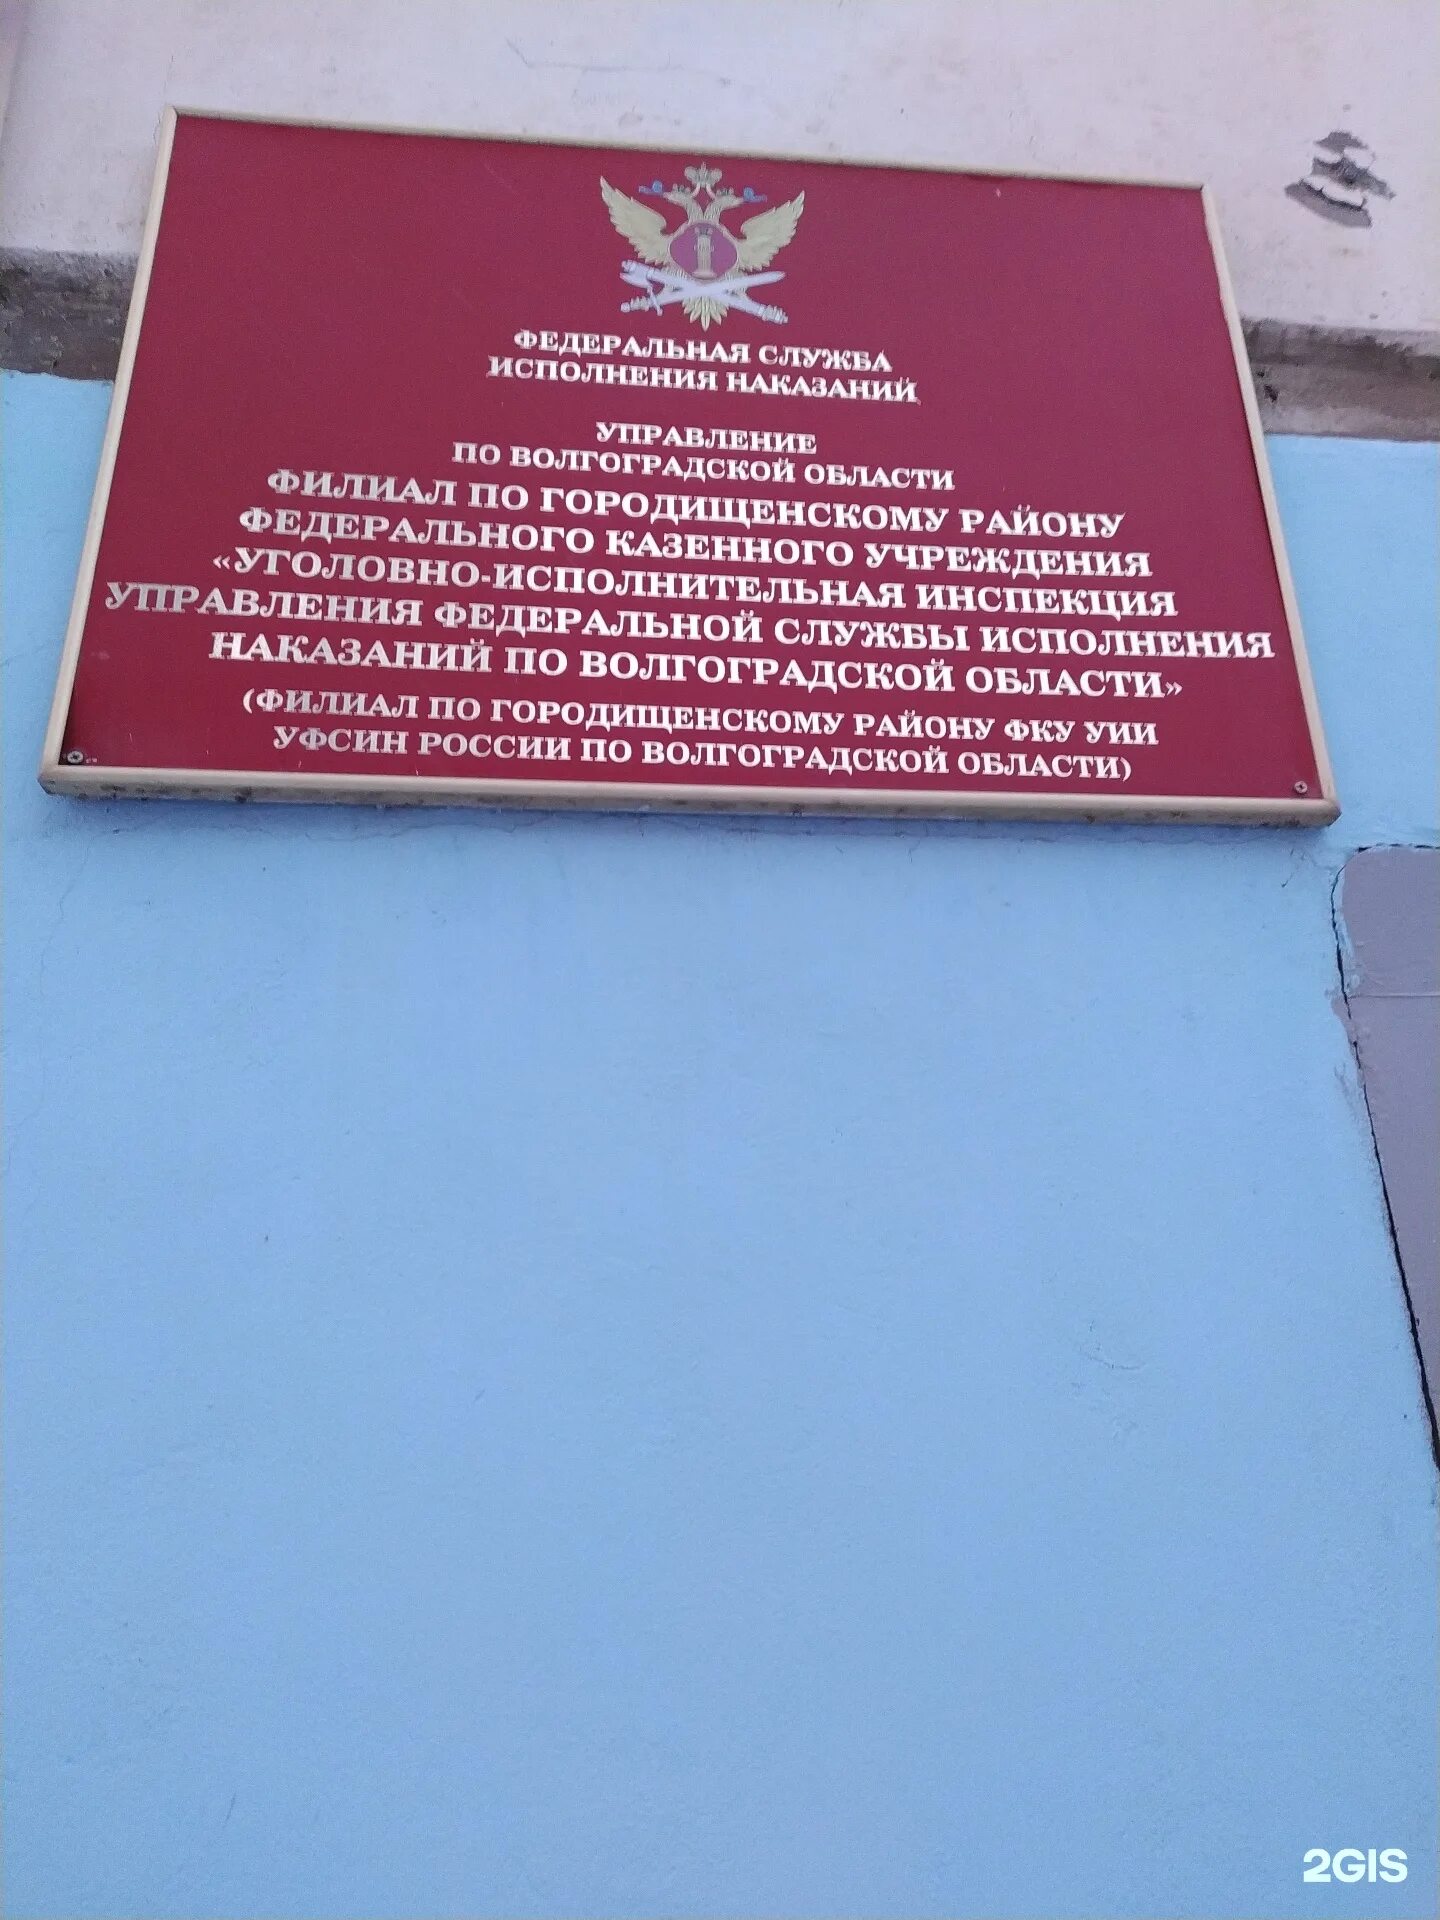 ФЕДЕРАЛЬНАЯ СЛУЖБА
ИСПОЛНЕНИЯ НАКАЗАНИЙ
УПРАВЛЕНИЕ
ПО ВОЛГОГРАДСКОЙ ОБЛАСТИ
ФИЛИАЛ ПО ГОРОДИЩЕНСКОМУ РАЙОНУ
ФЕДЕРАЛЬНОГО КАЗЕННОГО УЧРЕЖДЕНИЯ
«УГОЛОВНО-ИСПОЛНИТЕЛЬНАЯ ИНСПЕКЦИЯ
УПРАВЛЕНИЯ ФЕДЕРАЛЬНОЙ СЛУЖБЫ ИСПОЛНЕНИЯ
НАКАЗАНИЙ ПО ВОЛГОГРАДСКОЙ ОБЛАСТИ»
(ФИЛИАЛ ПО ГОРОДИЩЕНСКОМУ РАЙОНУ ФКУ УИИ
УФСИН РОССИИ ПО ВОЛГОГРАДСКОЙ ОБЛАСТИ)
2GIS